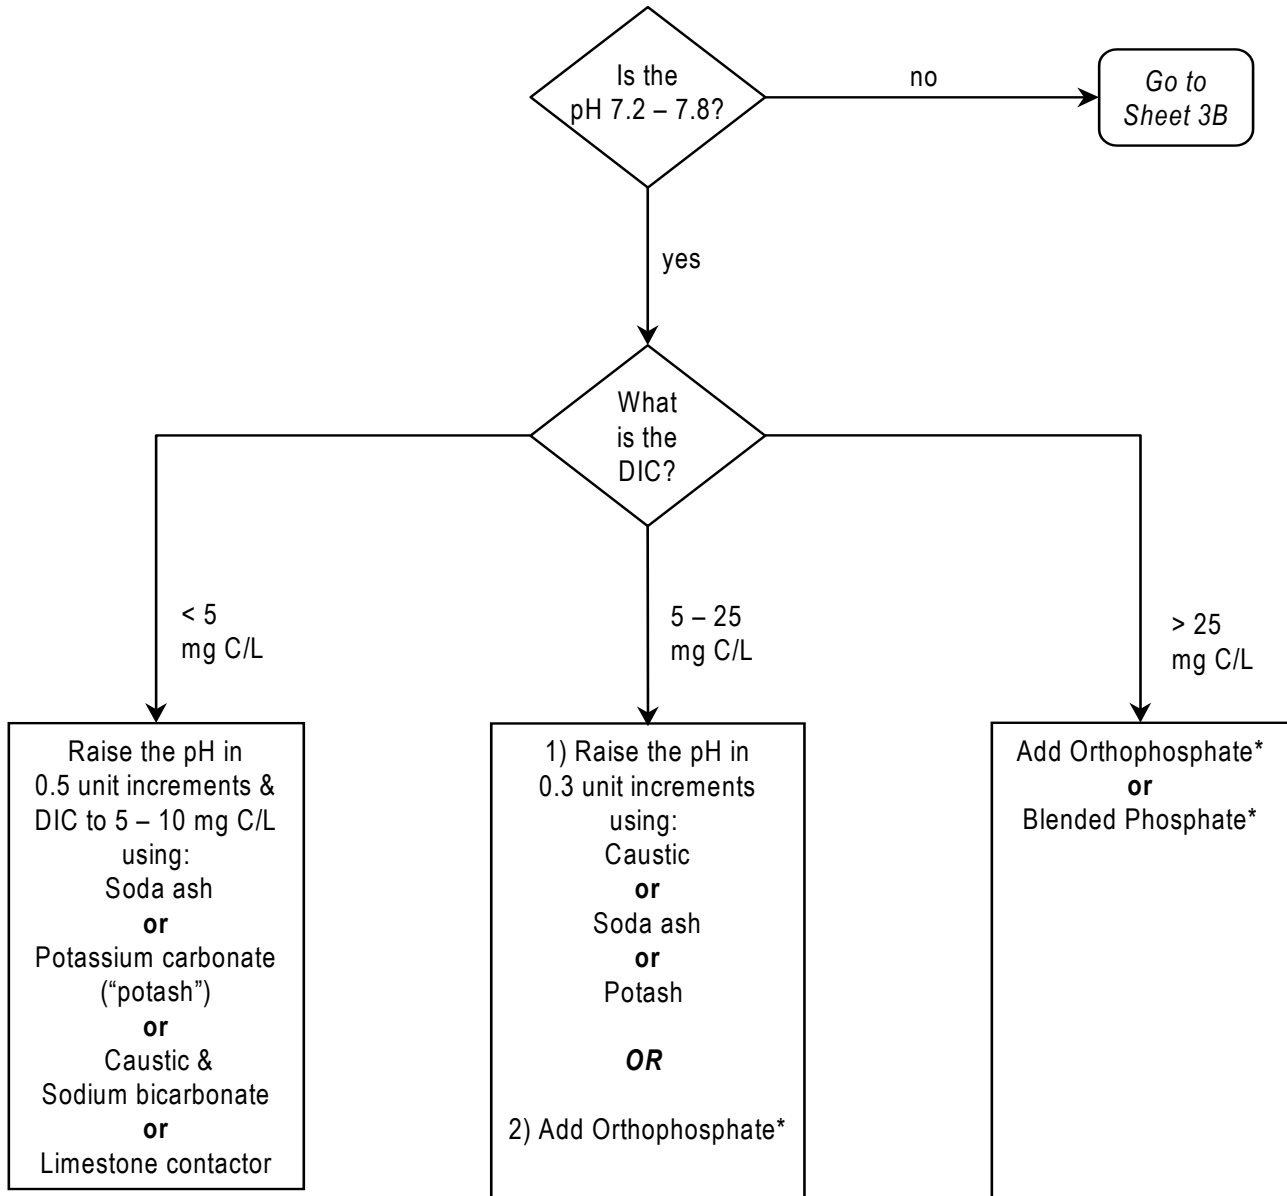 Is the
pH 7.2 – 7.8?
no
Go to
Sheet 3B
yes
What
is the
DIC?
< 5
mg C/L
5 – 25
mg C/L
> 25
mg C/L
Raise the pH in
0.5 unit increments &
DIC to 5 – 10 mg C/L
using:
Soda ash
or
Potassium carbonate
(“potash”)
or
Caustic &
Sodium bicarbonate
or
Limestone contactor
1) Raise the pH in
0.3 unit increments
using:
Caustic
or
Soda ash
or
Potash
OR
2) Add Orthophosphate*
Add Orthophosphate*
or
Blended Phosphate*